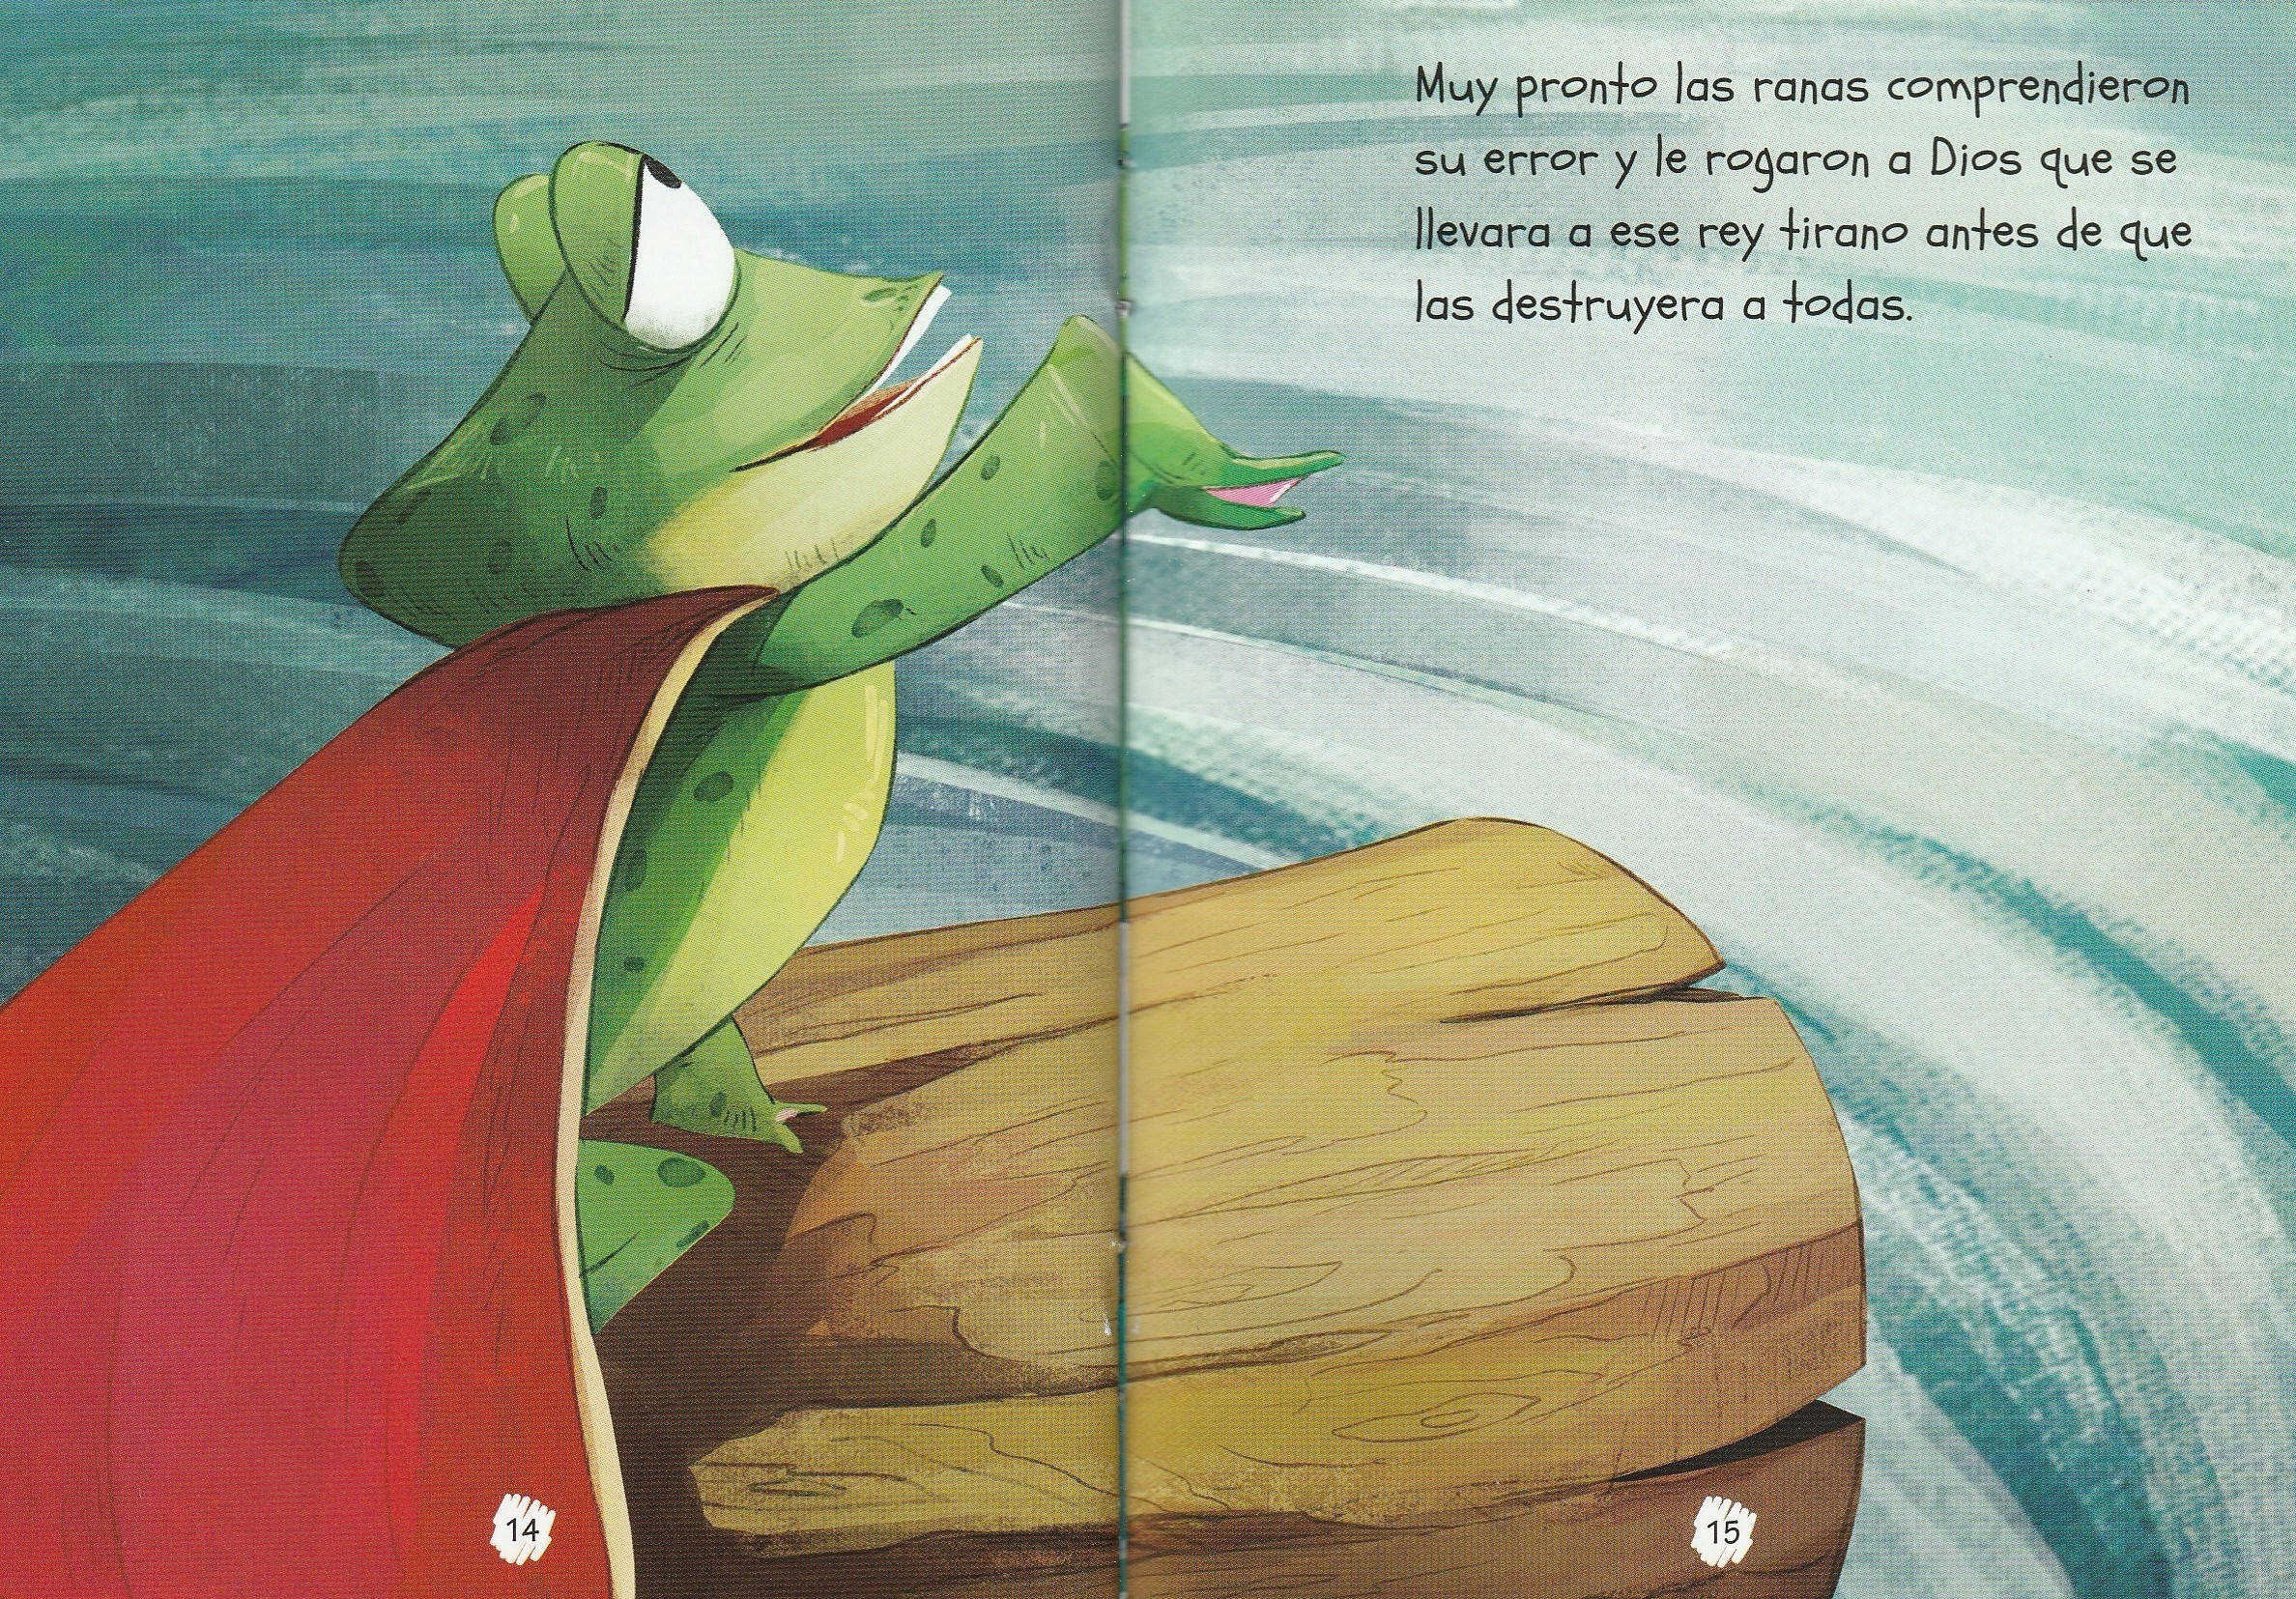 Muy pronto las ranas comprendieron
su error y le rogaron a Dios que se
llevara a ese rey tirano antes de que
las destruyera a todas.
14
15